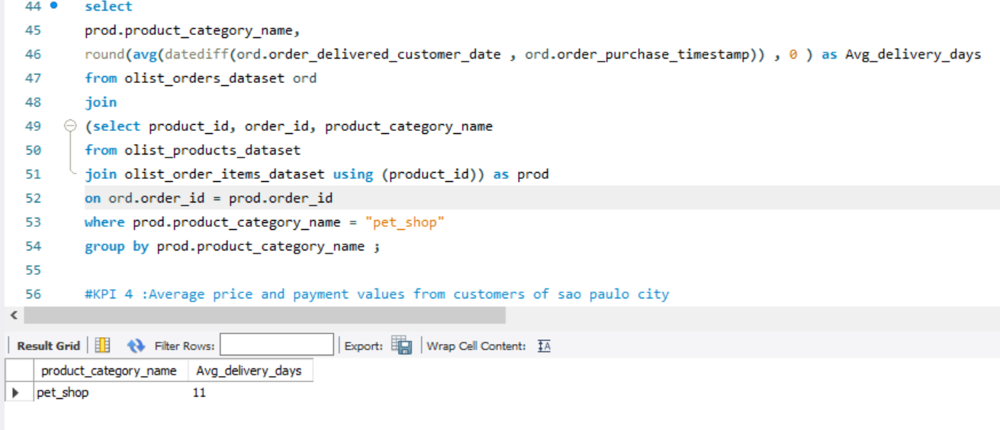 44 select
45 prod.product_category_name,
46 round(avg(datediff(ord.order_delivered_customer_date , ord.order_purchase_timestamp)) , 0 ) as Avg_delivery_days
47 from olist_orders_dataset ord
48 join
49 (select product_id, order_id, product_category_name
50 from olist_products_dataset
51 join olist_order_items_dataset using (product_id)) as prod
52 on ord.order_id = prod.order_id
53 where prod.product_category_name = "pet_shop"
54 group by prod.product_category_name ;
55
56 #KPI 4 :Average price and payment values from customers of sao paulo city
Result Grid Filter Rows: Export: Wrap Cell Content:
product_category_name Avg_delivery_days
pet_shop 11